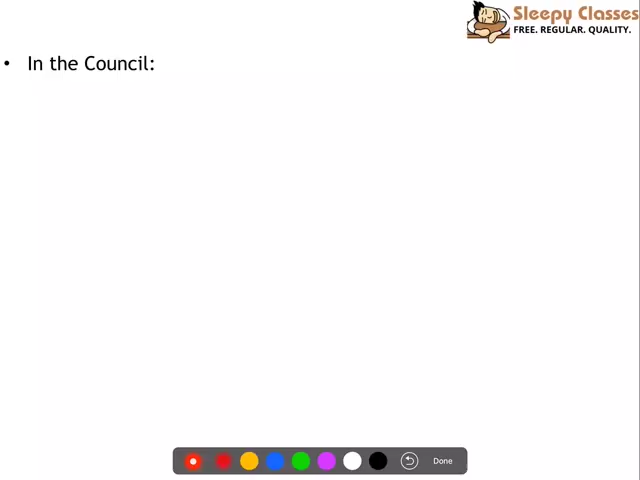 Sleepy Classes
FREE. REGULAR. QUALITY.
• In the Council:
Done